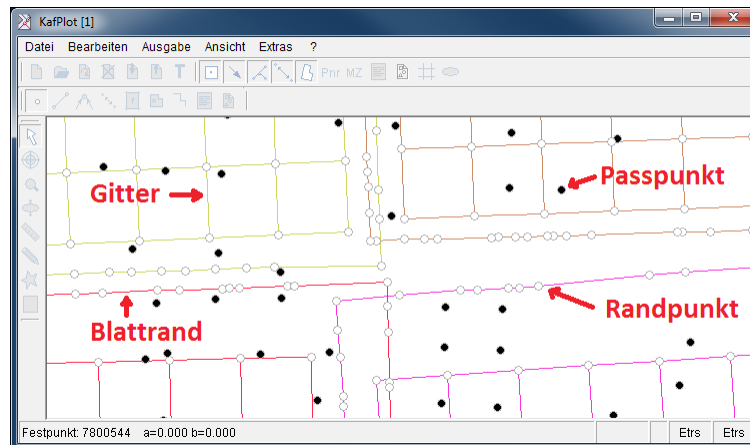 KafPlot [1]
Datei Bearbeiten Ausgabe Ansicht Extras ?
T Pnr MZ
Gitter
Passpunkt
Blattrand
Randpunkt
Festpunkt: 7800544 a=0.000 b=0.000 Etrs Etrs